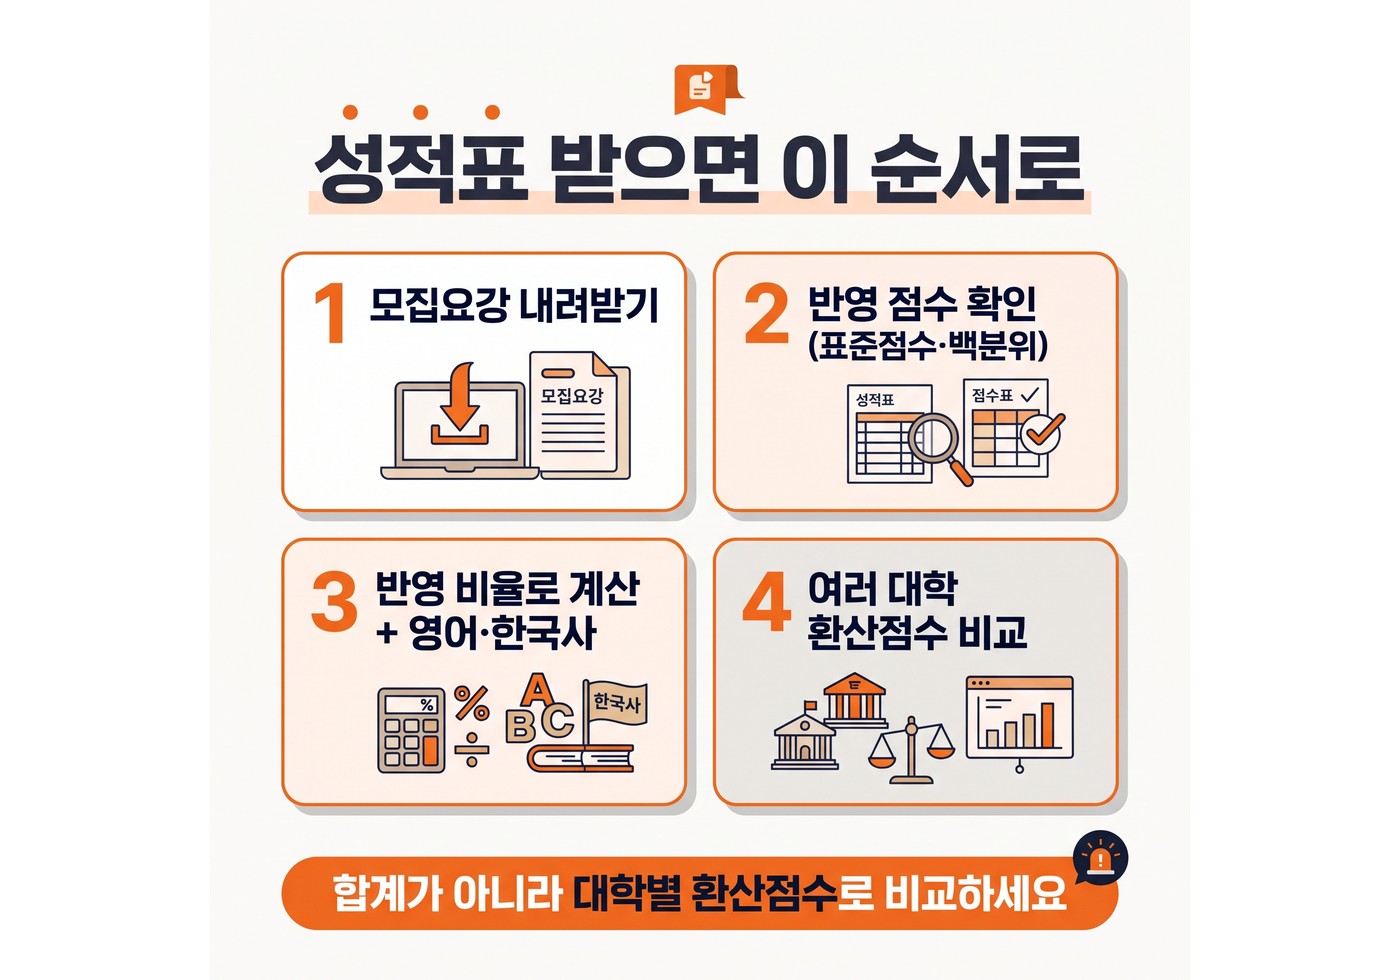 성적표 받으면 이 순서로
1 모집요강 내려받기
모집요강
2 반영 점수 확인
(표준점수·백분위)
성적표
점수표
3 반영 비율로 계산
+ 영어·한국사
%
%
÷
A
B C
한국사
4 여러 대학
환산점수 비교
!
합계가 아니라 대학별 환산점수로 비교하세요